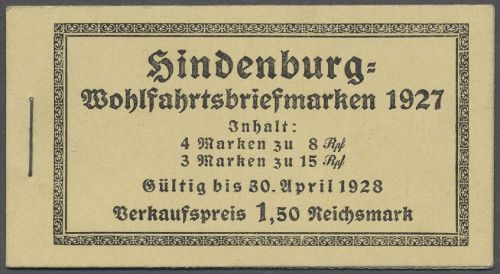 Hindenburg=
Wohlfahrtsbriefmarken 1927
Inhalt:
4 Marken zu 8 Rpf
3 Marken zu 15 Rpf
Gültig bis 30. April 1928
Verkaufspreis 1,50 Reichsmark